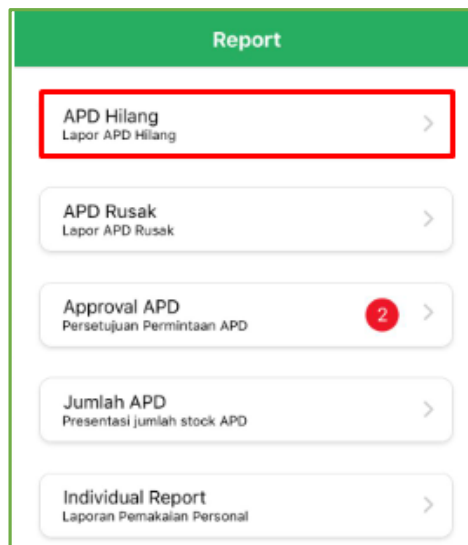 Report
APD Hilang
Lapor APD Hilang
APD Rusak
Lapor APD Rusak
Approval APD
Persetujuan Permintaan APD
2
Jumlah APD
Presentasi jumlah stock APD
Individual Report
Laporan Pemakaian Personal